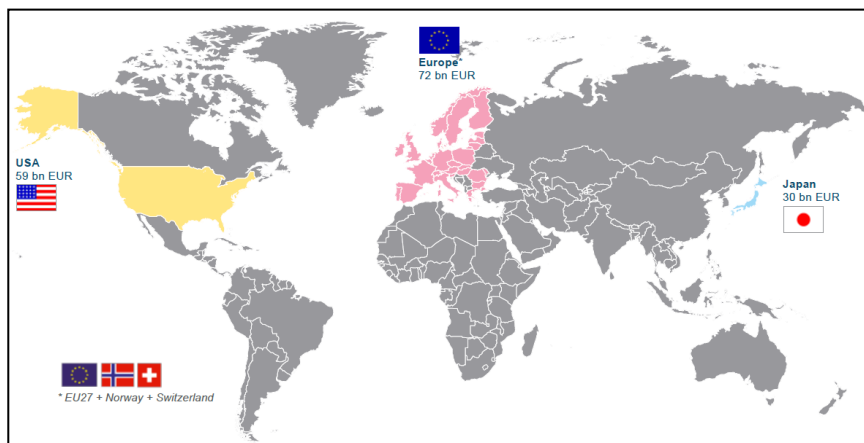 Europe*
72 bn EUR
USA
59 bn EUR
Japan
30 bn EUR
* EU27 + Norway + Switzerland